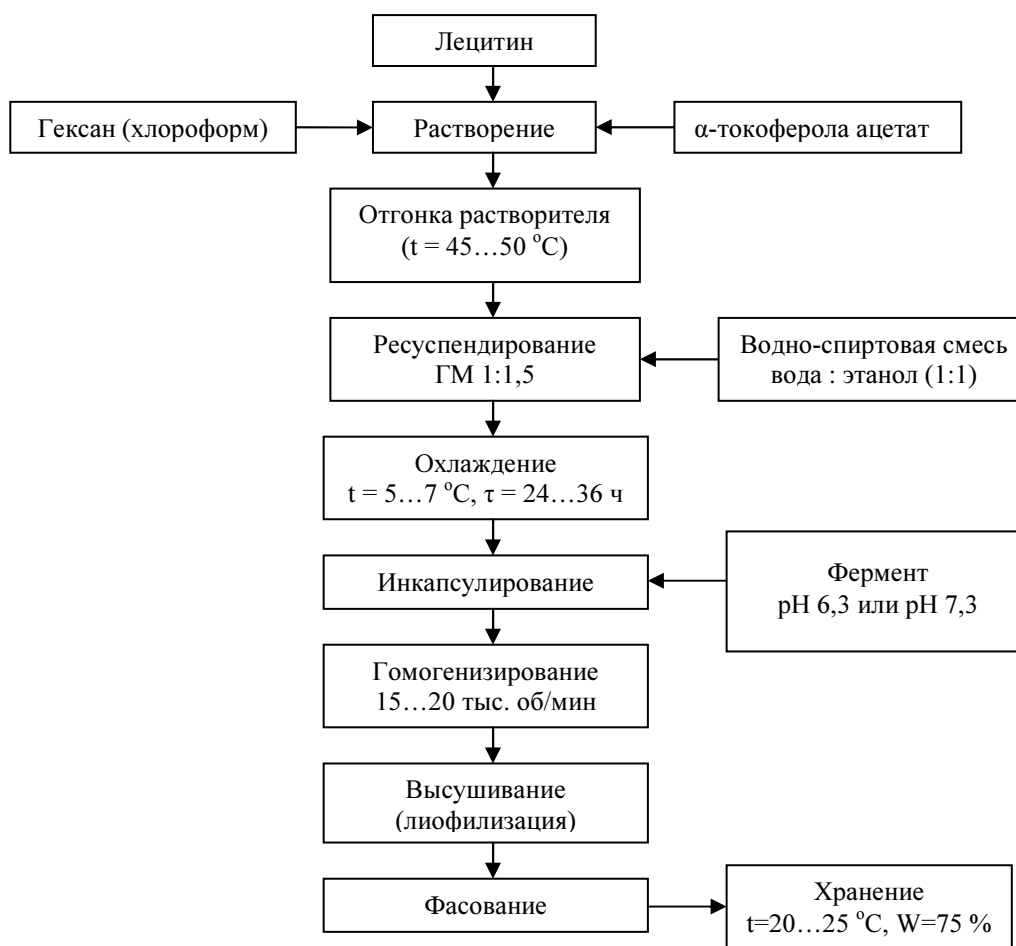 Лецитин
Гексан (хлороформ)
Растворение
α-токоферола ацетат
Отгонка растворителя
(t = 45…50 °C)
Ресуспендирование
ГМ 1:1,5
Водно-спиртовая смесь
вода : этанол (1:1)
Охлаждение
t = 5…7 °C, τ = 24…36 ч
Инкапсулирование
Фермент
pH 6,3 или pH 7,3
Гомогенизирование
15…20 тыс. об/мин
Высушивание
(лиофилизация)
Фасование
Хранение
t=20…25 °C, W=75 %